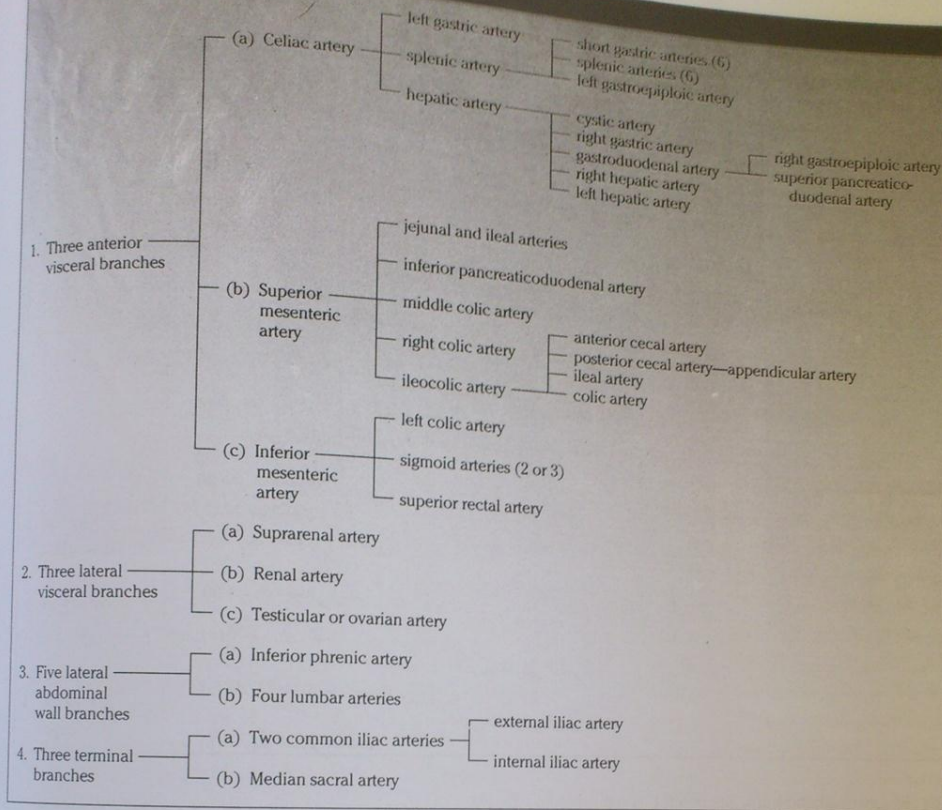 left gastric artery
(a) Celiac artery
short gastric arteries (6)
splenic artery
splenic arteries (6)
left gastroepiploic artery
hepatic artery
cystic artery
right gastric artery
gastroduodenal artery
right gastroepiploic artery
superior pancreatico-
duodenal artery
right hepatic artery
left hepatic artery
1. Three anterior
visceral branches
jejunal and ileal arteries
inferior pancreaticoduodenal artery
(b) Superior
mesenteric
artery
middle colic artery
right colic artery
anterior cecal artery
posterior cecal artery—appendicular artery
ileocolic artery
ileal artery
colic artery
left colic artery
(c) Inferior
mesenteric
artery
sigmoid arteries (2 or 3)
superior rectal artery
2. Three lateral
visceral branches
(a) Suprarenal artery
(b) Renal artery
(c) Testicular or ovarian artery
3. Five lateral
abdominal
wall branches
(a) Inferior phrenic artery
(b) Four lumbar arteries
4. Three terminal
branches
(a) Two common iliac arteries
external iliac artery
internal iliac artery
(b) Median sacral artery